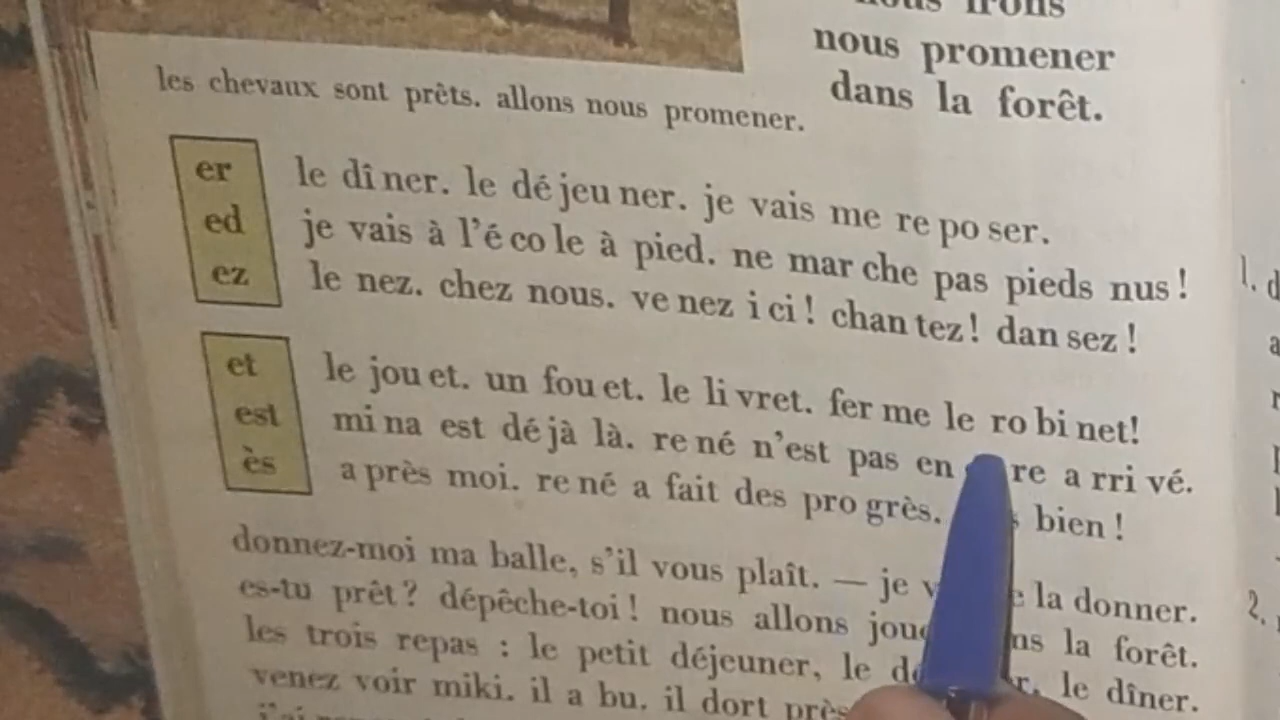 nous irons
nous promener
dans la forêt.
les chevaux sont prêts. allons nous promener.
er
ed
ez
le dî ner. le dé jeu ner. je vais me re po ser.
je vais à l'é co le à pied. ne mar che pas pieds nus !
le nez. chez nous. ve nez i ci ! chan tez ! dan sez !
et
est
ès
le jou et. un fou et. le li vret. fer me le ro bi net!
mi na est dé jà là. re né n'est pas en re a rri vé.
a près moi. re né a fait des pro grès. bien !
donnez-moi ma balle, s'il vous plaît. — je la donner.
es-tu prêt ? dépêche-toi ! nous allons la forêt.
les trois repas : le petit déjeuner, le le dîner.
venez voir miki. il a bu. il dort près
1.
2.